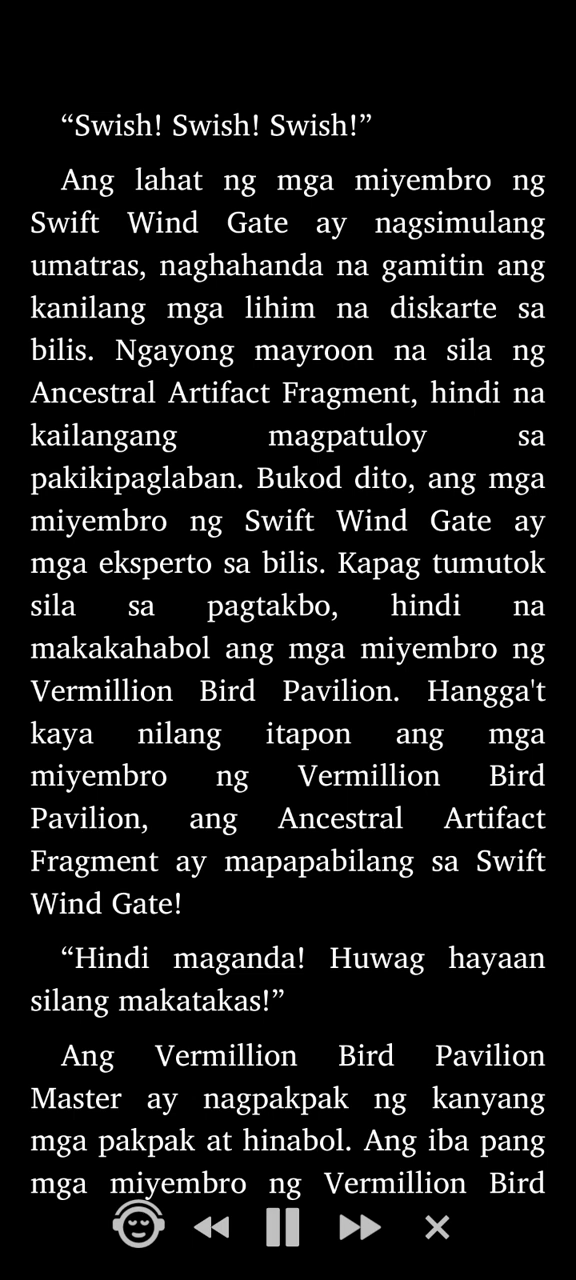 “Swish! Swish! Swish!”
Ang lahat ng mga miyembro ng
Swift Wind Gate ay nagsimulang
umatras, naghahanda na gamitin ang
kanilang mga lihim na diskarte sa
bilis. Ngayong mayroon na sila ng
Ancestral Artifact Fragment, hindi na
kailangang magpatuloy sa
pakikipaglaban. Bukod dito, ang mga
miyembro ng Swift Wind Gate ay
mga eksperto sa bilis. Kapag tumutok
sila sa pagtakbo, hindi na
makakahabol ang mga miyembro ng
Vermillion Bird Pavilion. Hangga't
kaya nilang itapon ang mga
miyembro ng Vermillion Bird
Pavilion, ang Ancestral Artifact
Fragment ay mapapabilang sa Swift
Wind Gate!
“Hindi maganda! Huwag hayaan
silang makatakas!”
Ang Vermillion Bird Pavilion
Master ay nagpakpak ng kanyang
mga pakpak at hinabol. Ang iba pang
mga miyembro ng Vermillion Bird